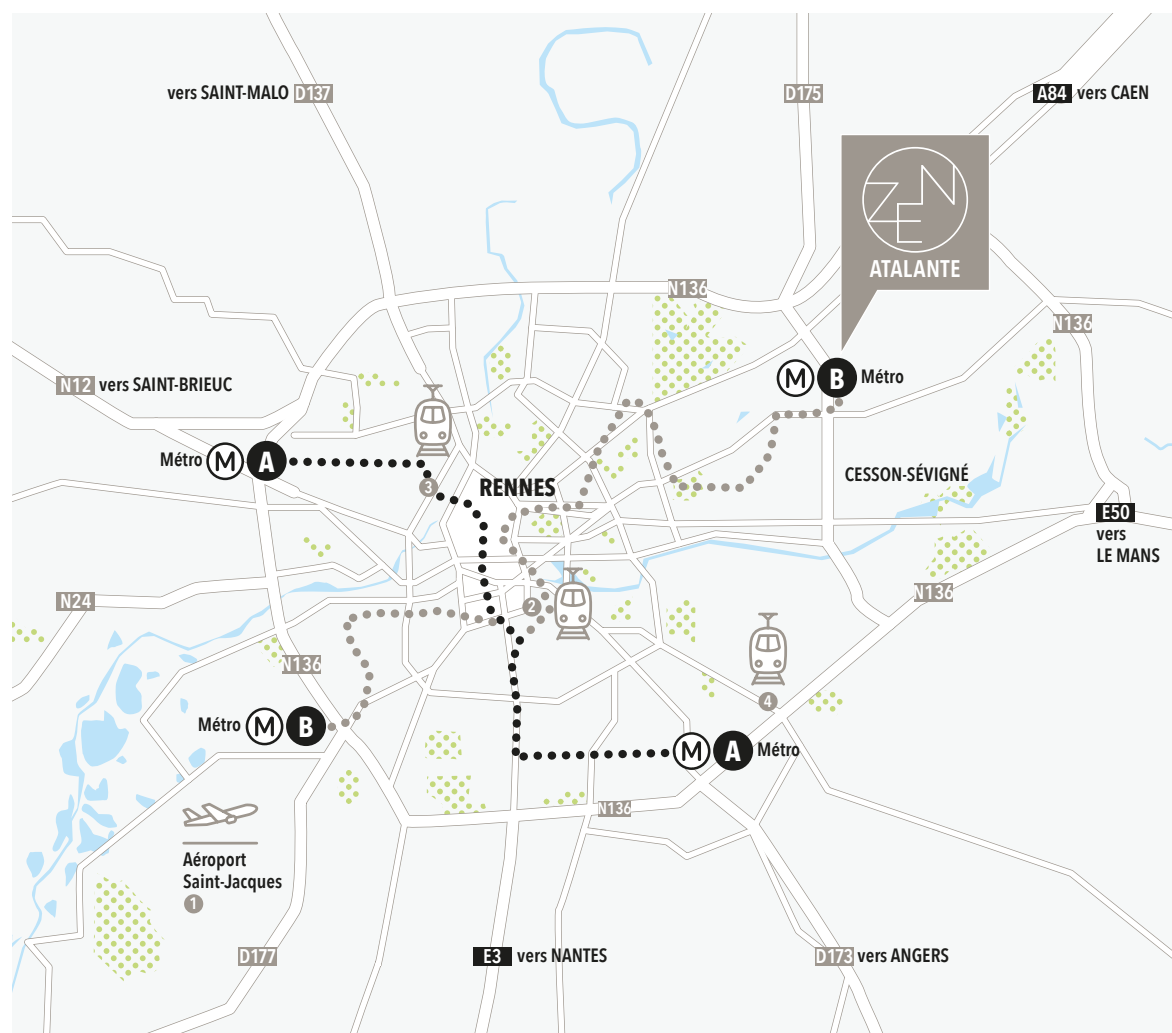 vers SAINT-MALO D137
D175
A84 vers CAEN
ZEN
ATALANTE
N136
N136
N12 vers SAINT-BRIEUC
M B Métro
Métro M A
3
RENNES
CESSON-SÉVIGNÉ
E50
vers
LE MANS
N136
N24
2
N136
4
Métro M B
M A Métro
N136
Aéroport
Saint-Jacques
1
D177
E3 vers NANTES
D173 vers ANGERS